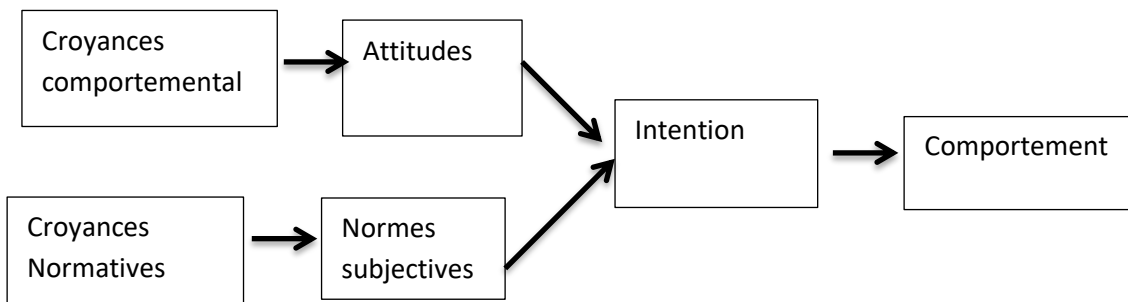 Croyances
comportemental
Attitudes
Intention
Comportement
Croyances
Normatives
Normes
subjectives